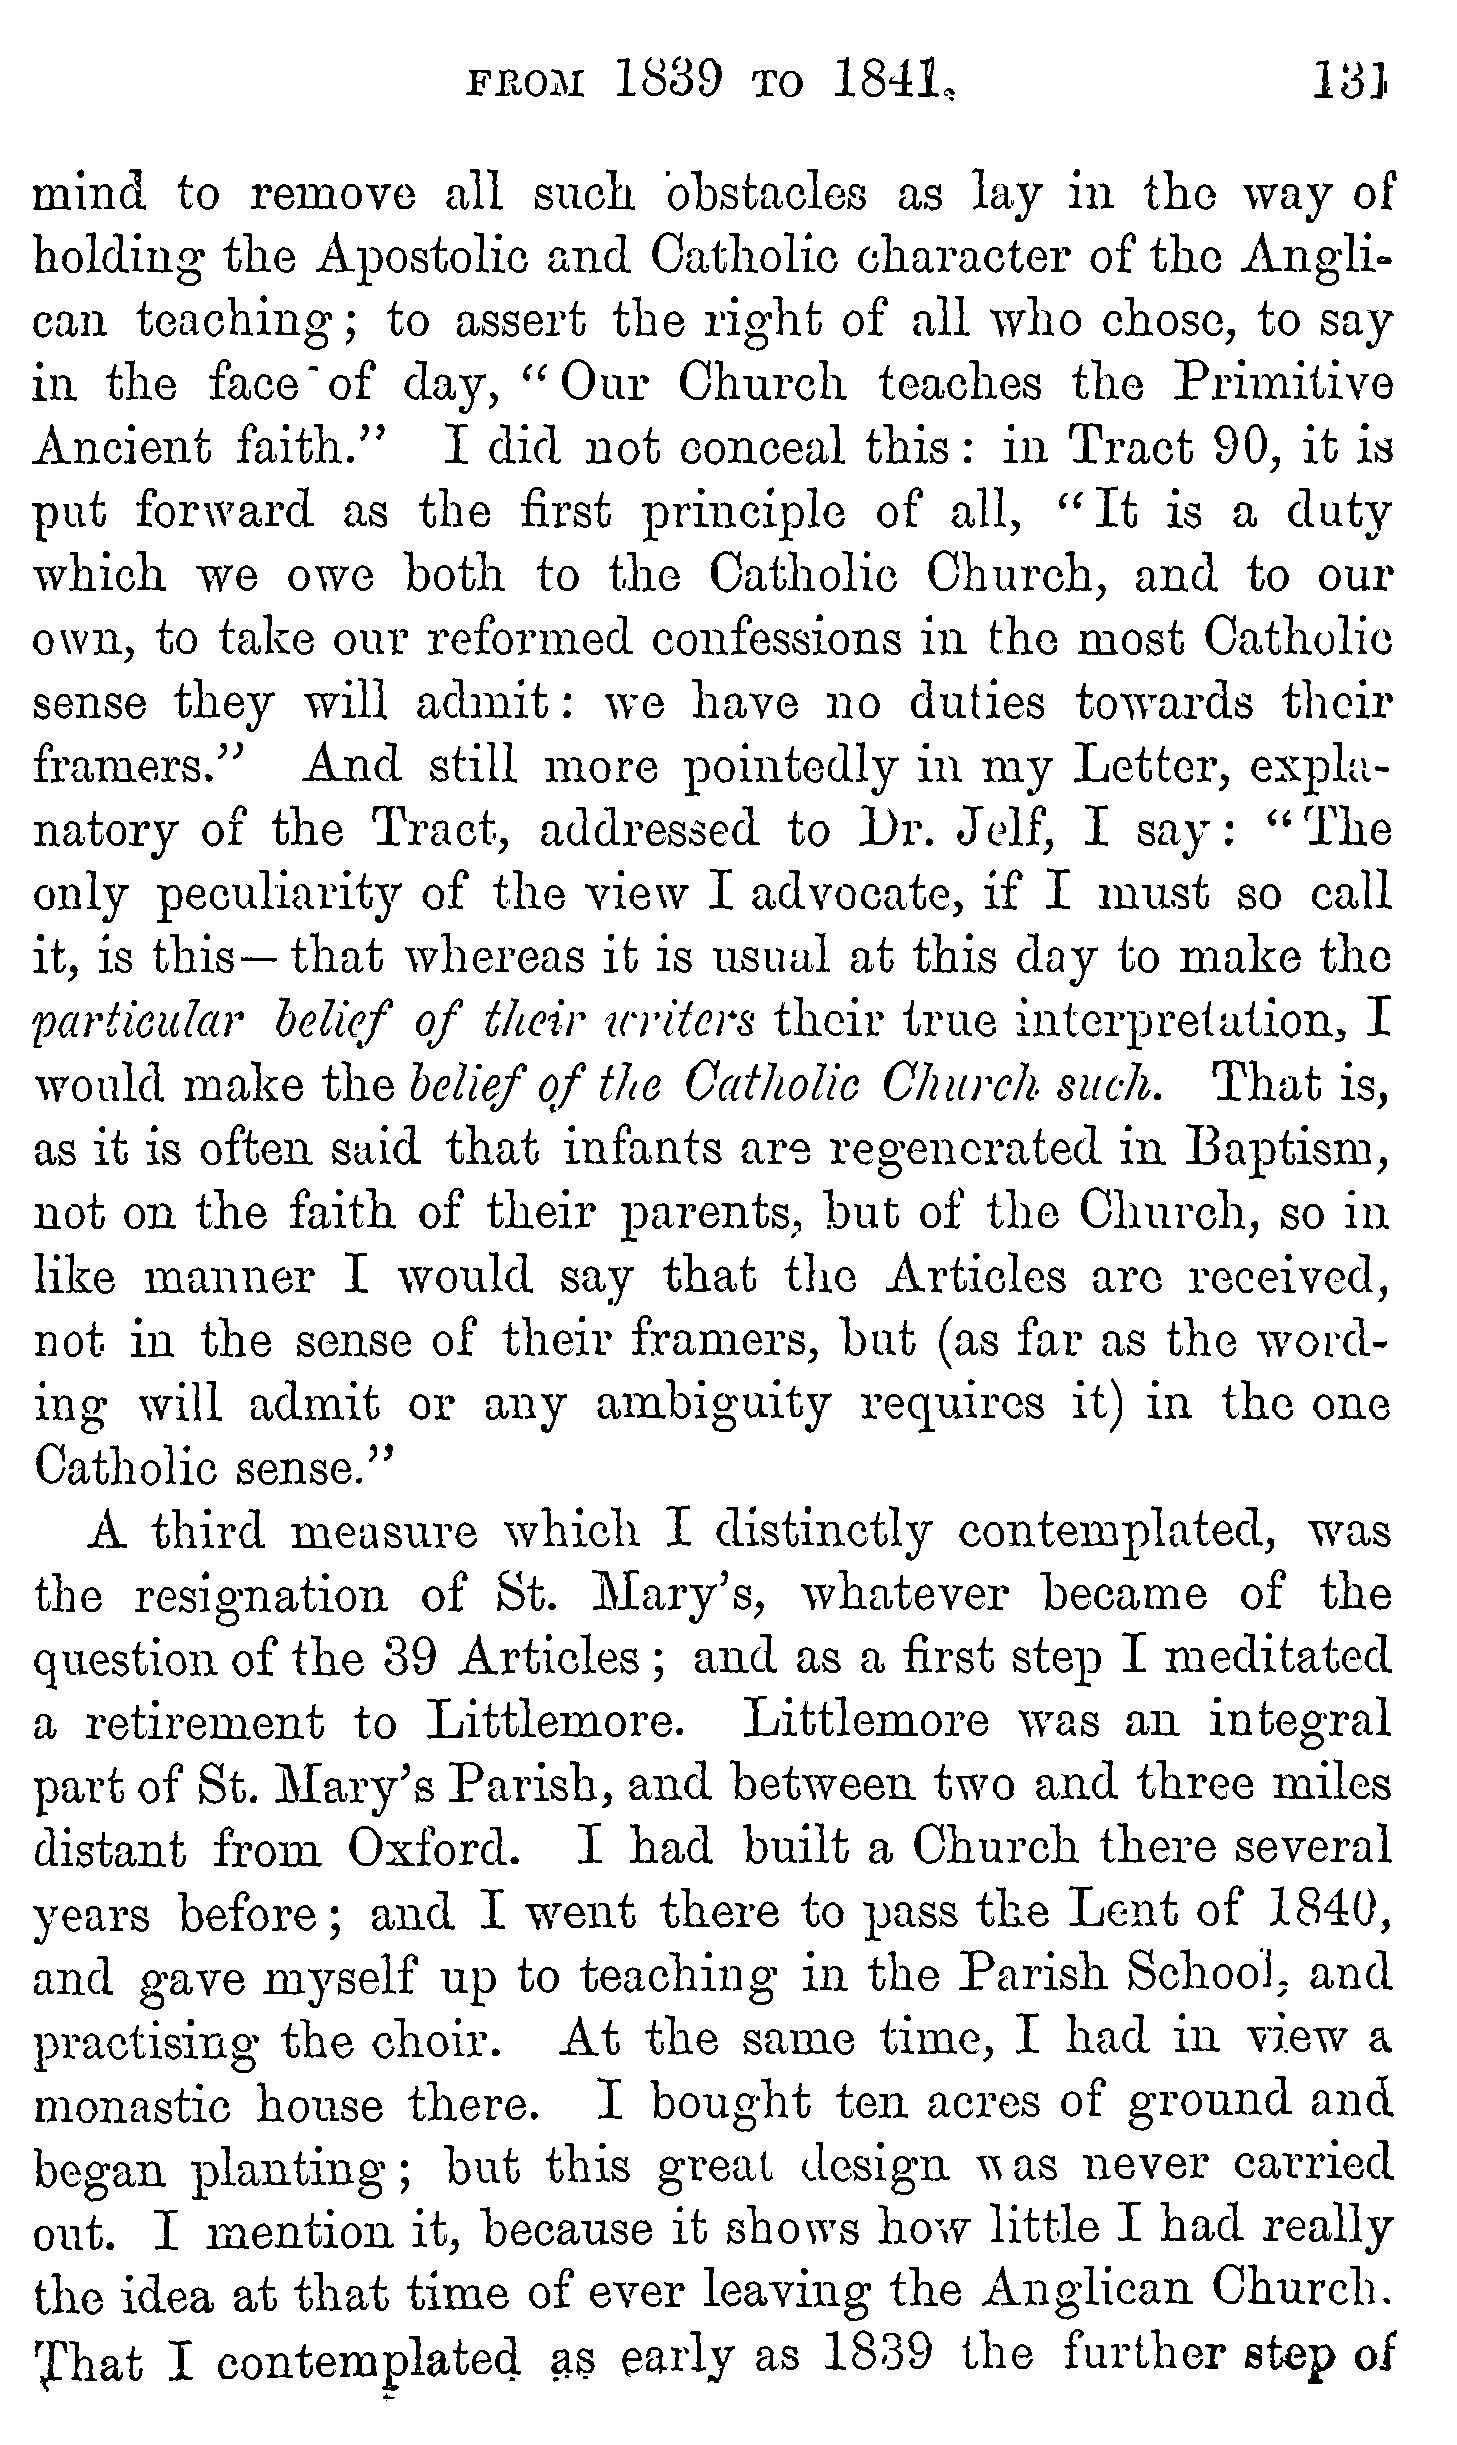 FROM 1839 TO 1841. 131
mind to remove all such obstacles as lay in the way of
holding the Apostolic and Catholic character of the Angli-
can teaching; to assert the right of all who chose, to say
in the face of day, "Our Church teaches the Primitive
Ancient faith." I did not conceal this: in Tract 90, it is
put forward as the first principle of all, "It is a duty
which we owe both to the Catholic Church, and to our
own, to take our reformed confessions in the most Catholic
sense they will admit: we have no duties towards their
framers." And still more pointedly in my Letter, expla-
natory of the Tract, addressed to Dr. Jelf, I say: "The
only peculiarity of the view I advocate, if I must so call
it, is this—that whereas it is usual at this day to make the
particular belief of their writers their true interpretation, I
would make the belief of the Catholic Church such. That is,
as it is often said that infants are regenerated in Baptism,
not on the faith of their parents, but of the Church, so in
like manner I would say that the Articles are received,
not in the sense of their framers, but (as far as the word-
ing will admit or any ambiguity requires it) in the one
Catholic sense."
A third measure which I distinctly contemplated, was
the resignation of St. Mary's, whatever became of the
question of the 39 Articles; and as a first step I meditated
a retirement to Littlemore. Littlemore was an integral
part of St. Mary's Parish, and between two and three miles
distant from Oxford. I had built a Church there several
years before; and I went there to pass the Lent of 1840,
and gave myself up to teaching in the Parish School, and
practising the choir. At the same time, I had in view a
monastic house there. I bought ten acres of ground and
began planting; but this great design was never carried
out. I mention it, because it shows how little I had really
the idea at that time of ever leaving the Anglican Church.
That I contemplated as early as 1839 the further step of